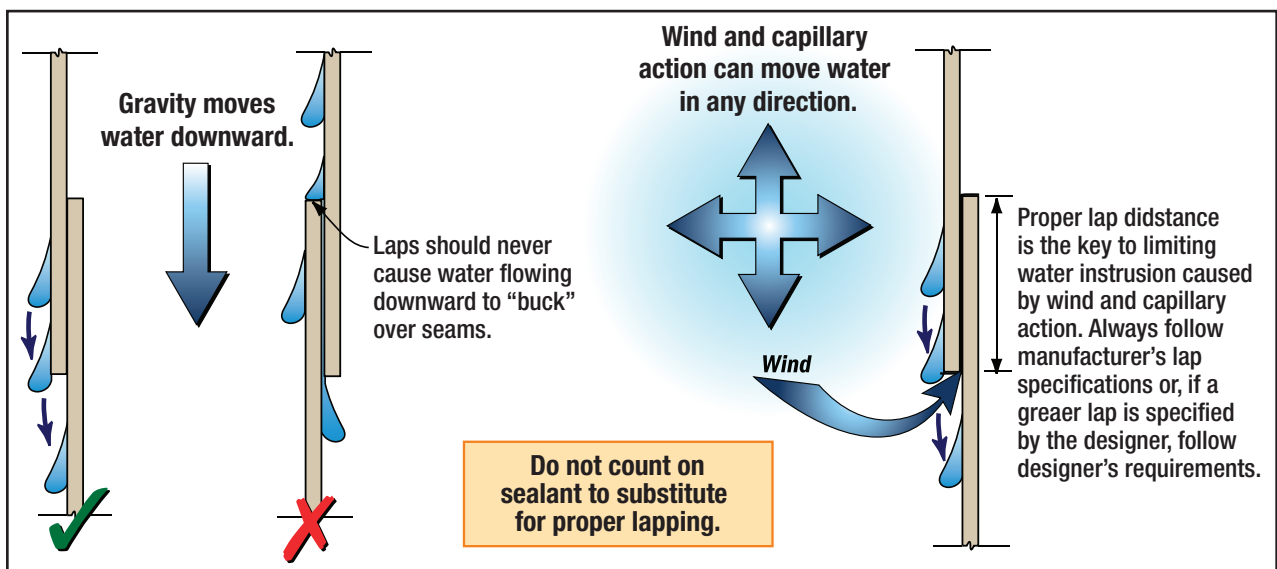 Gravity moves
water downward.
Laps should never
cause water flowing
downward to “buck”
over seams.
Wind and capillary
action can move water
in any direction.
Wind
Do not count on
sealant to substitute
for proper lapping.
Proper lap didstance
is the key to limiting
water instrusion caused
by wind and capillary
action. Always follow
manufacturer’s lap
specifications or, if a
greaer lap is specified
by the designer, follow
designer’s requirements.